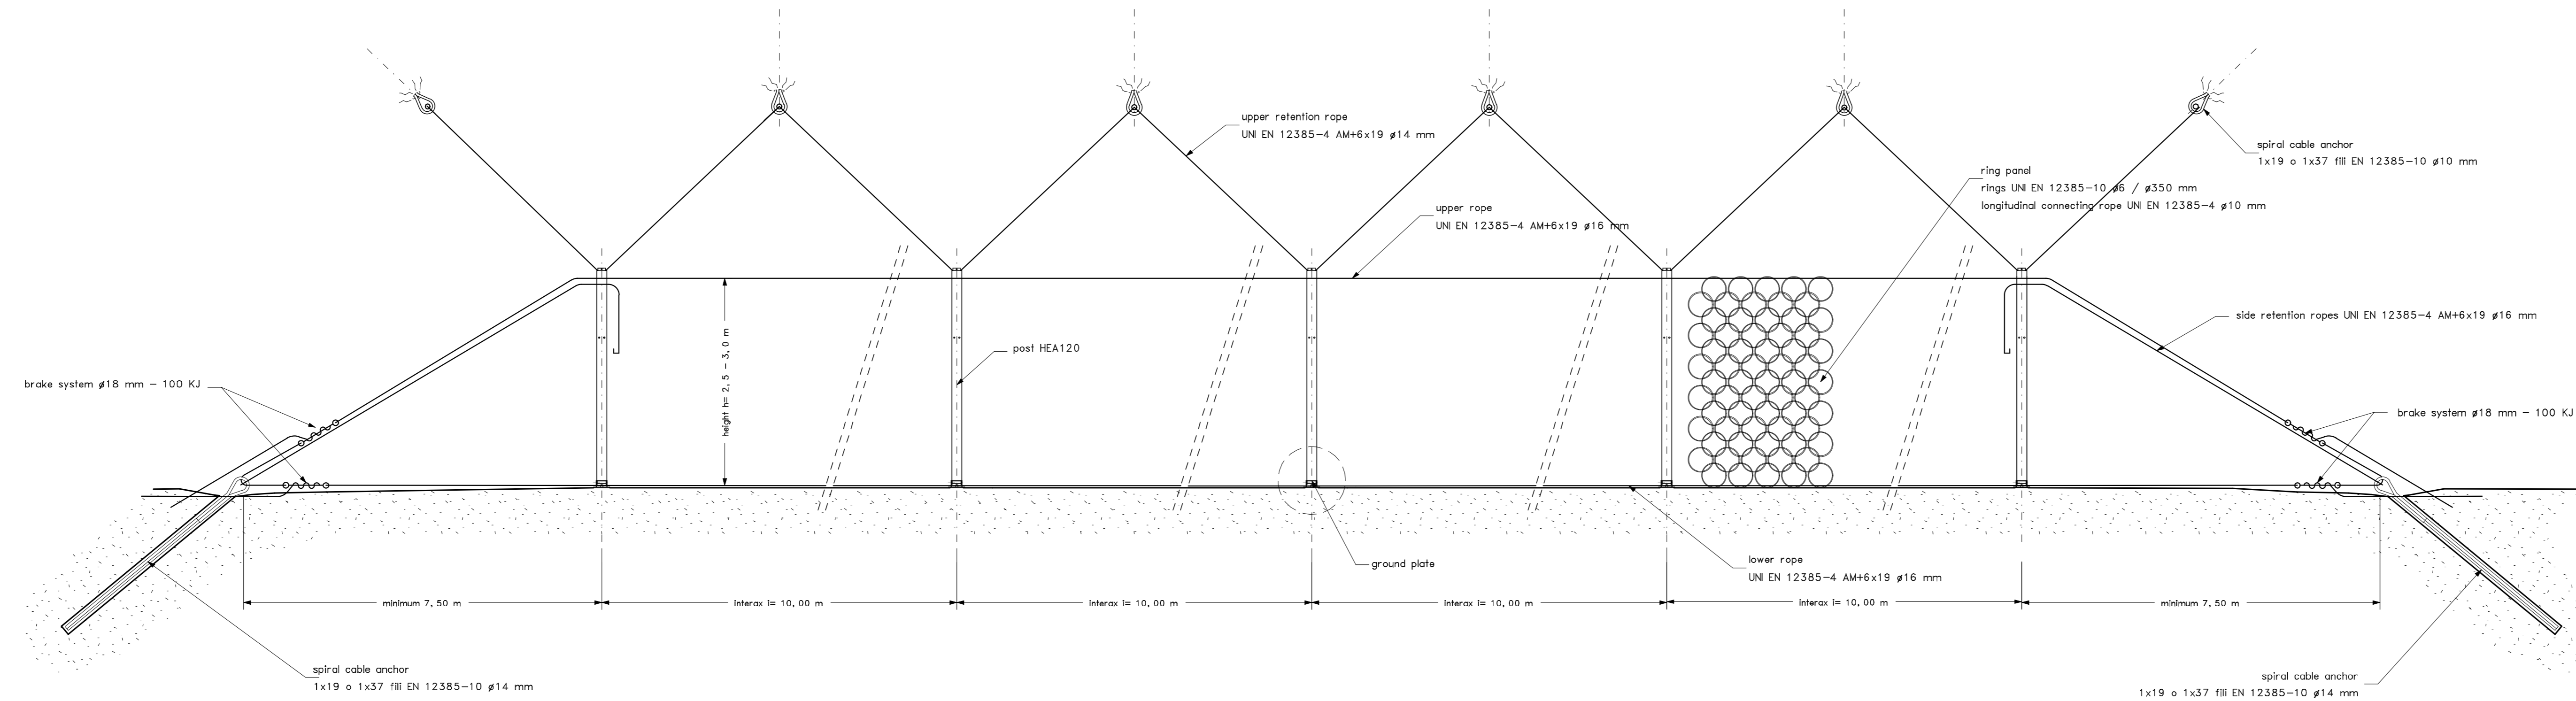 upper retention rope
UNI EN 12385-4 AM+6x19 ø14 mm
spiral cable anchor
1x19 o 1x37 fili EN 12385-10 ø10 mm
ring panel
rings UNI EN 12385-10 ø6 / ø350 mm
longitudinal connecting rope UNI EN 12385-4 ø10 mm
upper rope
UNI EN 12385-4 AM+6x19 ø16 mm
side retention ropes UNI EN 12385-4 AM+6x19 ø16 mm
height h= 2,5 - 3,0 m
post HEA120
brake system ø18 mm - 100 KJ
brake system ø18 mm - 100 KJ
ground plate
lower rope
UNI EN 12385-4 AM+6x19 ø16 mm
minimum 7,50 m
interax i= 10,00 m
interax i= 10,00 m
interax i= 10,00 m
interax i= 10,00 m
minimum 7,50 m
spiral cable anchor
1x19 o 1x37 fili EN 12385-10 ø14 mm
spiral cable anchor
1x19 o 1x37 fili EN 12385-10 ø14 mm